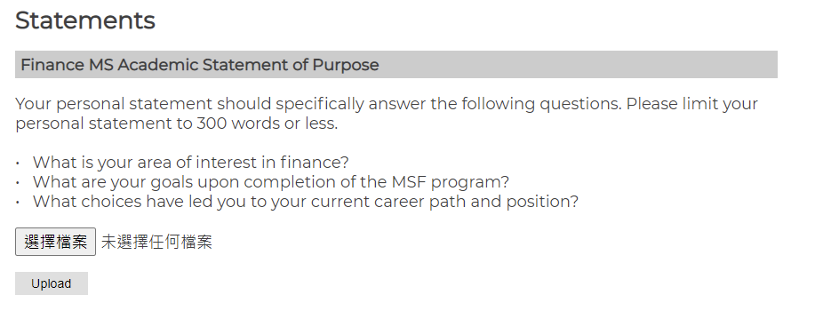 Statements
Finance MS Academic Statement of Purpose
Your personal statement should specifically answer the following questions. Please limit your
personal statement to 300 words or less.
• What is your area of interest in finance?
• What are your goals upon completion of the MSF program?
• What choices have led you to your current career path and position?
選擇檔案 未選擇任何檔案
Upload